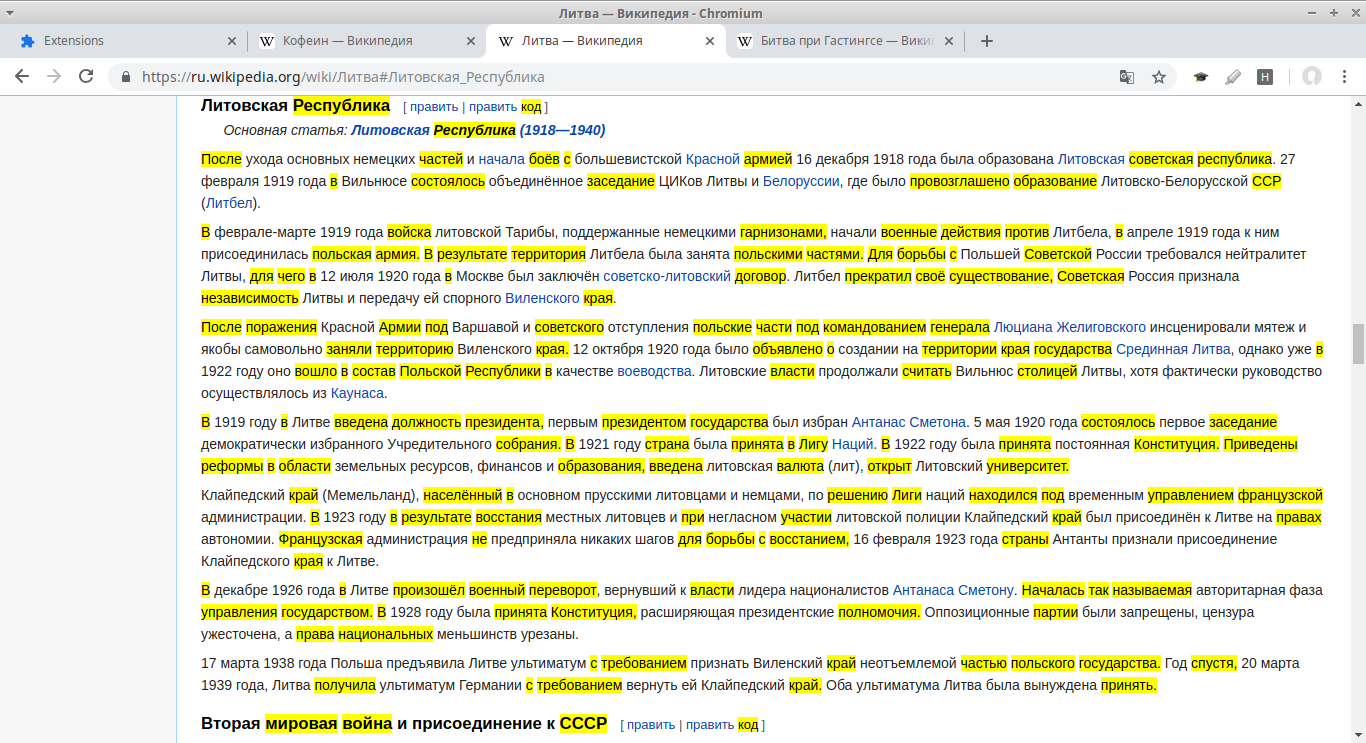 Литва — Википедия - Chromium
Extensions
Кофеин — Википедия
Литва — Википедия
Битва при Гастингсе — Вики
https://ru.wikipedia.org/wiki/Литва#Литовская_Республика
Литовская Республика [ править | править код ]
Основная статья: Литовская Республика (1918—1940)
После ухода основных немецких частей и начала боёв с большевистской Красной армией 16 декабря 1918 года была образована Литовская советская республика. 27
февраля 1919 года в Вильнюсе состоялось объединённое заседание ЦИКов Литвы и Белоруссии, где было провозглашено образование Литовско-Белорусской ССР
(Литбел).
В феврале-марте 1919 года войска литовской Тарибы, поддержанные немецкими гарнизонами, начали военные действия против Литбела, в апреле 1919 года к ним
присоединилась польская армия. В результате территория Литбела была занята польскими частями. Для борьбы с Польшей Советской России требовался нейтралитет
Литвы, для чего в 12 июля 1920 года в Москве был заключён советско-литовский договор. Литбел прекратил своё существование, Советская Россия признала
независимость Литвы и передачу ей спорного Виленского края.
После поражения Красной Армии под Варшавой и советского отступления польские части под командованием генерала Люциана Желиговского инсценировали мятеж и
якобы самовольно заняли территорию Виленского края. 12 октября 1920 года было объявлено о создании на территории края государства Срединная Литва, однако уже в
1922 году оно вошло в состав Польской Республики в качестве воеводства. Литовские власти продолжали считать Вильнюс столицей Литвы, хотя фактически руководство
осуществлялось из Каунаса.
В 1919 году в Литве введена должность президента, первым президентом государства был избран Антанас Сметона. 5 мая 1920 года состоялось первое заседание
демократически избранного Учредительного собрания. В 1921 году страна была принята в Лигу Наций. В 1922 году была принята постоянная Конституция. Приведены
реформы в области земельных ресурсов, финансов и образования, введена литовская валюта (лит), открыт Литовский университет.
Клайпедский край (Мемельланд), населённый в основном прусскими литовцами и немцами, по решению Лиги наций находился под временным управлением французской
администрации. В 1923 году в результате восстания местных литовцев и при негласном участии литовской полиции Клайпедский край был присоединён к Литве на правах
автономии. Французская администрация не предприняла никаких шагов для борьбы с восстанием, 16 февраля 1923 года страны Антанты признали присоединение
Клайпедского края к Литве.
В декабре 1926 года в Литве произошёл военный переворот, вернувший к власти лидера националистов Антанаса Сметону. Началась так называемая авторитарная фаза
управления государством. В 1928 году была принята Конституция, расширяющая президентские полномочия. Оппозиционные партии были запрещены, цензура
ужесточена, а права национальных меньшинств урезаны.
17 марта 1938 года Польша предъявила Литве ультиматум с требованием признать Виленский край неотъемлемой частью польского государства. Год спустя, 20 марта
1939 года, Литва получила ультиматум Германии с требованием вернуть ей Клайпедский край. Оба ультиматума Литва была вынуждена принять.
Вторая мировая война и присоединение к СССР [ править | править код ]